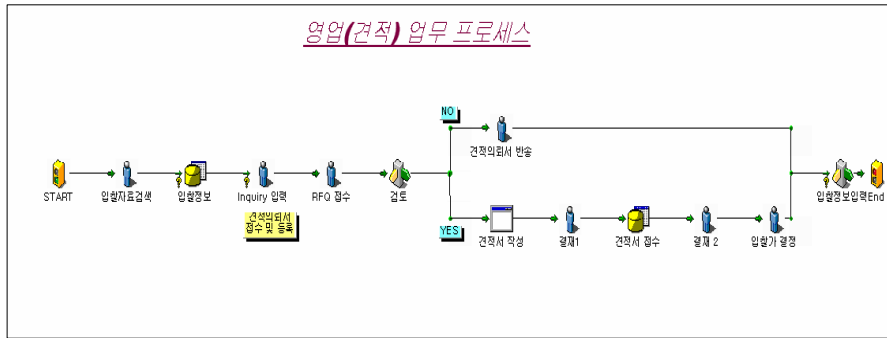 영업(견적) 업무 프로세스
NO
견적의뢰서 반송
START
입찰자료검색
입찰정보
Inquiry 입력
RFQ 접수
검토
입찰정보입력
End
견적의뢰서
접수 및 등록
YES
견적서 작성
결재1
견적서 접수
결재 2
입찰가 결정